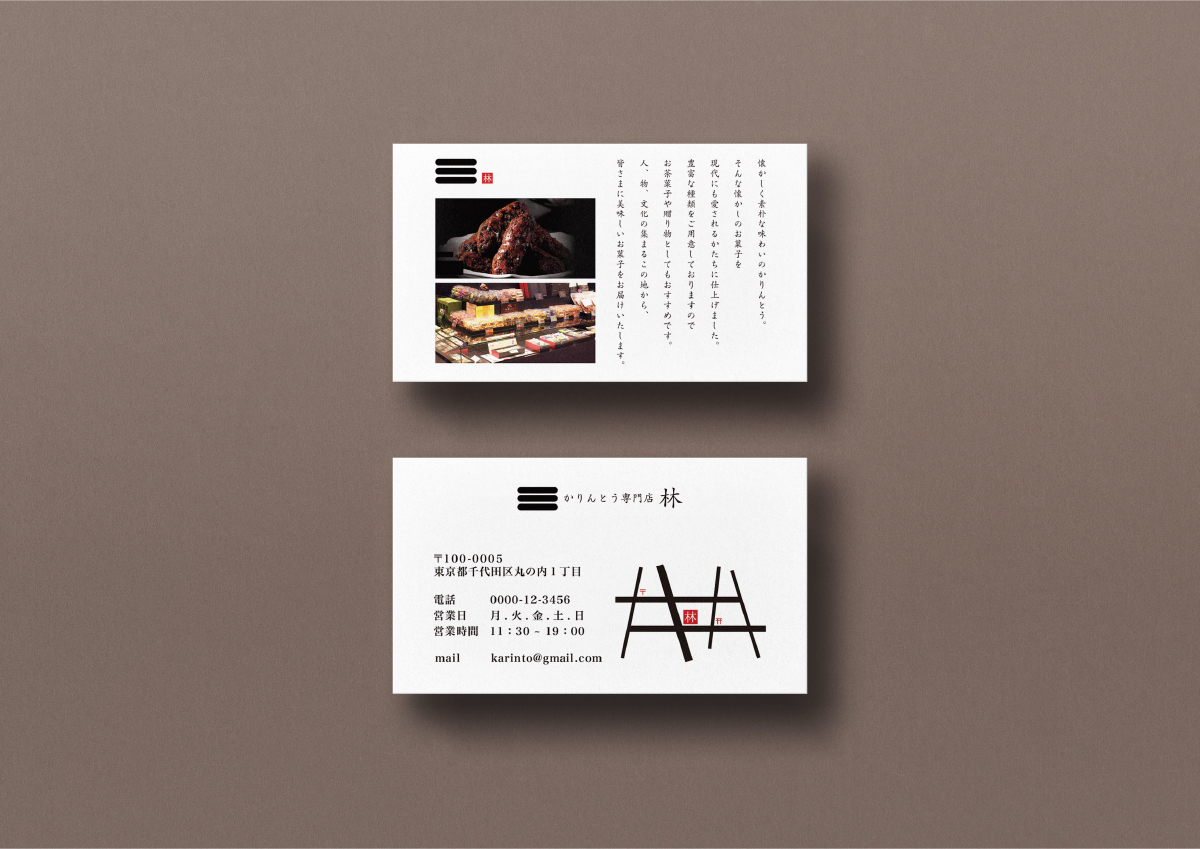 林
懐かしく素朴な味わいのかりんとう。
そんな懐かしのお菓子を
現代にも愛されるかたちに仕上げました。
豊富な種類をご用意しておりますので
お茶菓子や贈り物としてもおすすめです。
人、物、文化の集まるこの地から、
皆さまに美味しいお菓子をお届けいたします。
かりんとう専門店 林
〒100-0005
東京都千代田区丸の内1丁目
電話 0000-12-3456
営業日 月.火.金.土.日
営業時間 11:30 ~ 19:00
mail karinto@gmail.com
〒
林